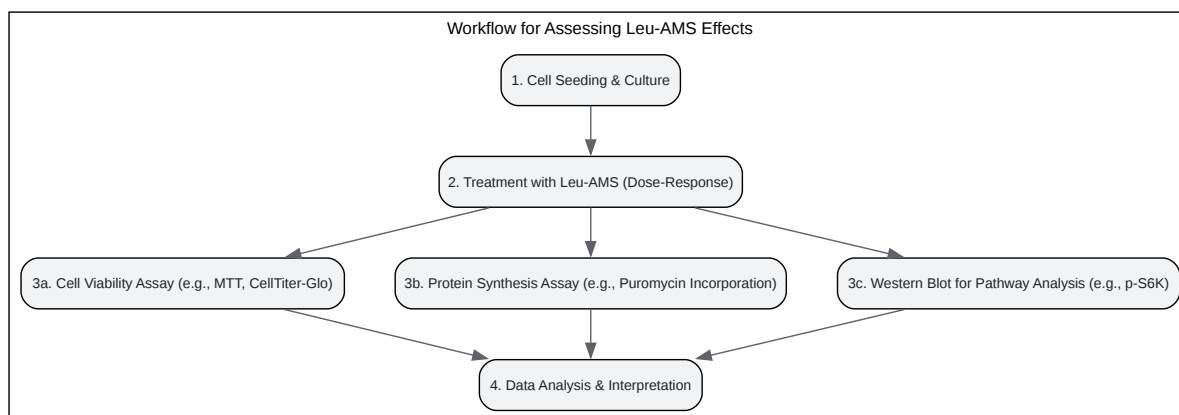 Workflow for Assessing Leu-AMS Effects
1. Cell Seeding & Culture
2. Treatment with Leu-AMS (Dose-Response)
3a. Cell Viability Assay (e.g., MTT, CellTiter-Glo)
3b. Protein Synthesis Assay (e.g., Puromycin Incorporation)
3c. Western Blot for Pathway Analysis (e.g., p-S6K)
4. Data Analysis & Interpretation